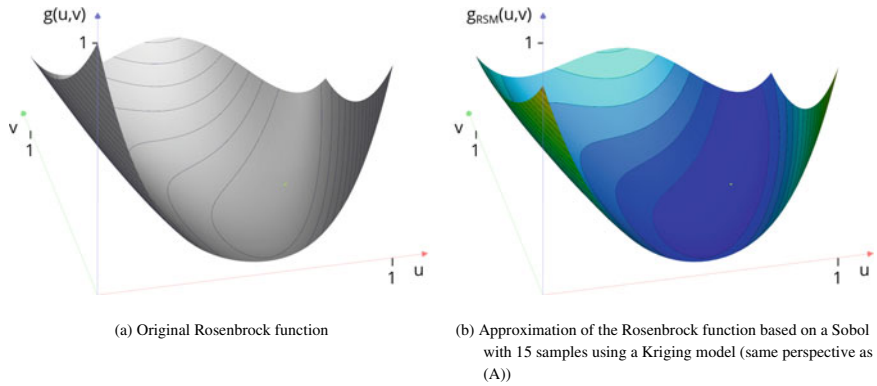 g(u,v)
1
v
1
1
u
(a) Original Rosenbrock function
gRSM(u,v)
1
v
1
1
u
(b) Approximation of the Rosenbrock function based on a Sobol
with 15 samples using a Kriging model (same perspective as
(A))